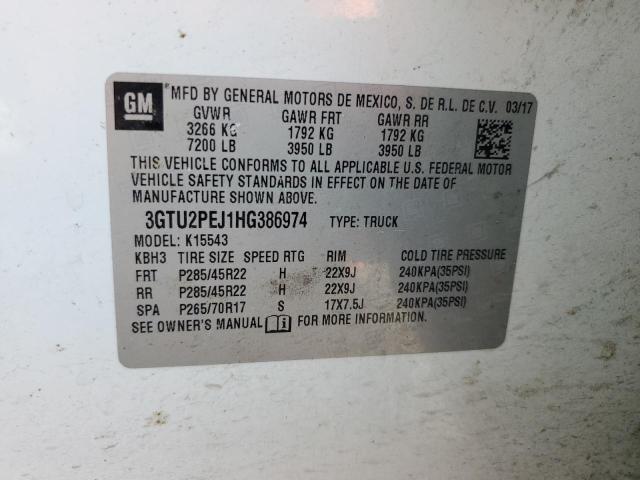 GM
MFD BY GENERAL MOTORS DE MEXICO, S. DE R.L. DE C.V. 03/17
GVWR GAWR FRT GAWR RR
3266 KG 1792 KG 1792 KG
7200 LB 3950 LB 3950 LB
THIS VEHICLE CONFORMS TO ALL APPLICABLE U.S. FEDERAL MOTOR
VEHICLE SAFETY STANDARDS IN EFFECT ON THE DATE OF
MANUFACTURE SHOWN ABOVE.
3GTU2PEJ1HG386974 TYPE: TRUCK
MODEL: K15543
KBH3 TIRE SIZE SPEED RTG RIM COLD TIRE PRESSURE
FRT P285/45R22 H 22X9J 240KPA(35PSI)
RR P285/45R22 H 22X9J 240KPA(35PSI)
SPA P265/70R17 S 17X7.5J 240KPA(35PSI)
SEE OWNER'S MANUAL FOR MORE INFORMATION.